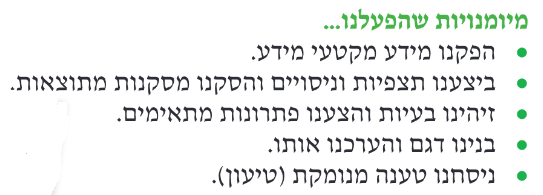 מיומנויות שהפעלנו...
• הפקנו מידע מקטעי מידע.
• ביצענו תצפיות וניסויים והסקנו מסקנות מתוצאות.
• זיהינו בעיות והצענו פתרונות מתאימים.
• בנינו דגם והערכנו אותו.
• ניסחנו טענה מנומקת (טיעון).